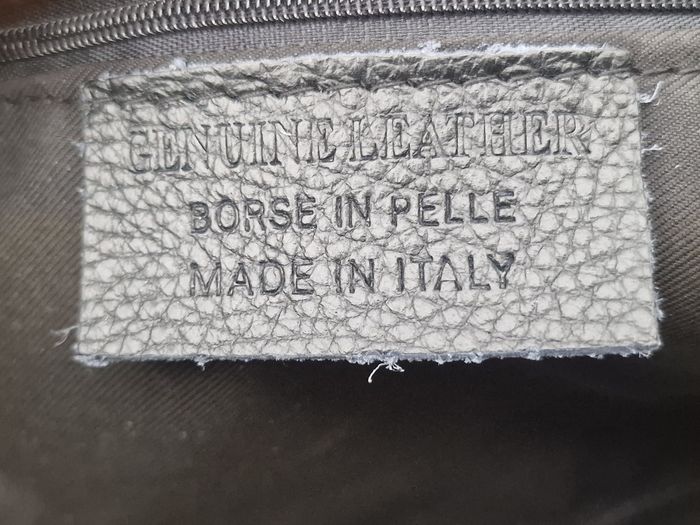 GENUINE LEATHER
BORSE IN PELLE
MADE IN ITALY